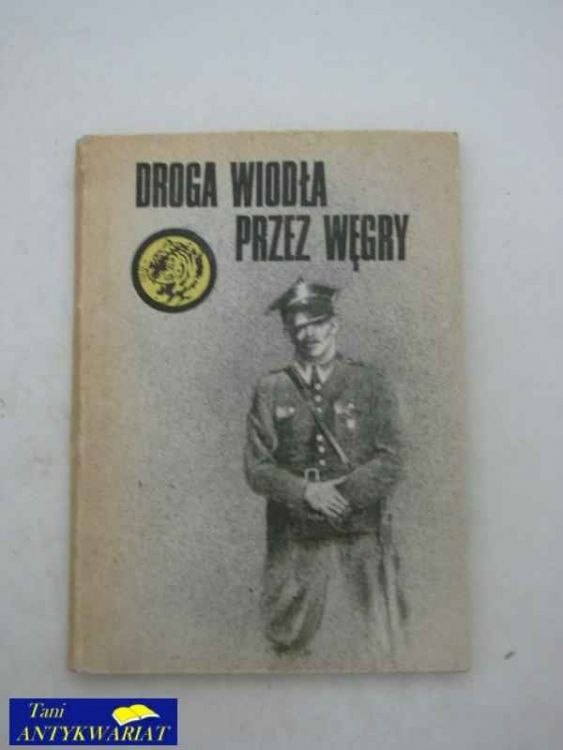 DROGA WIODŁA
PRZEZ WĘGRY
Tani
ANTYKWARIAT